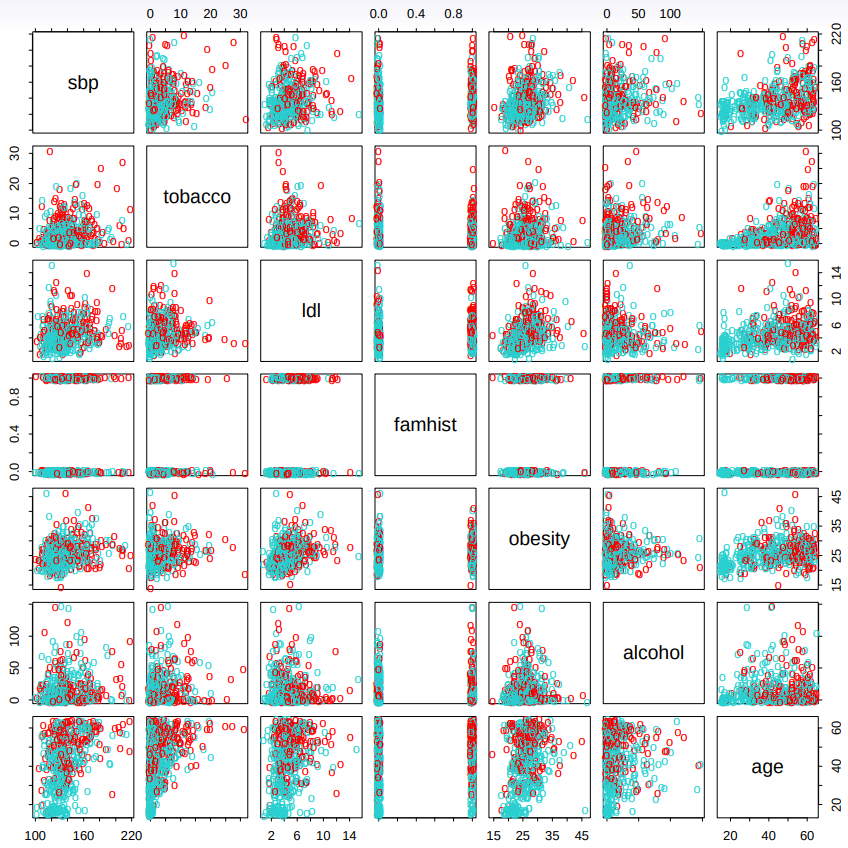 0 10 20 30 0.0 0.4 0.8 0 50 100
sbp 100 160 220
0 10 20 30 tobacco
ldl 2 6 10 14
0.0 0.4 0.8 famhist
obesity 15 25 35 45
0 50 100 alcohol
age 20 40 60
100 160 220 2 6 10 14 15 25 35 45 20 40 60